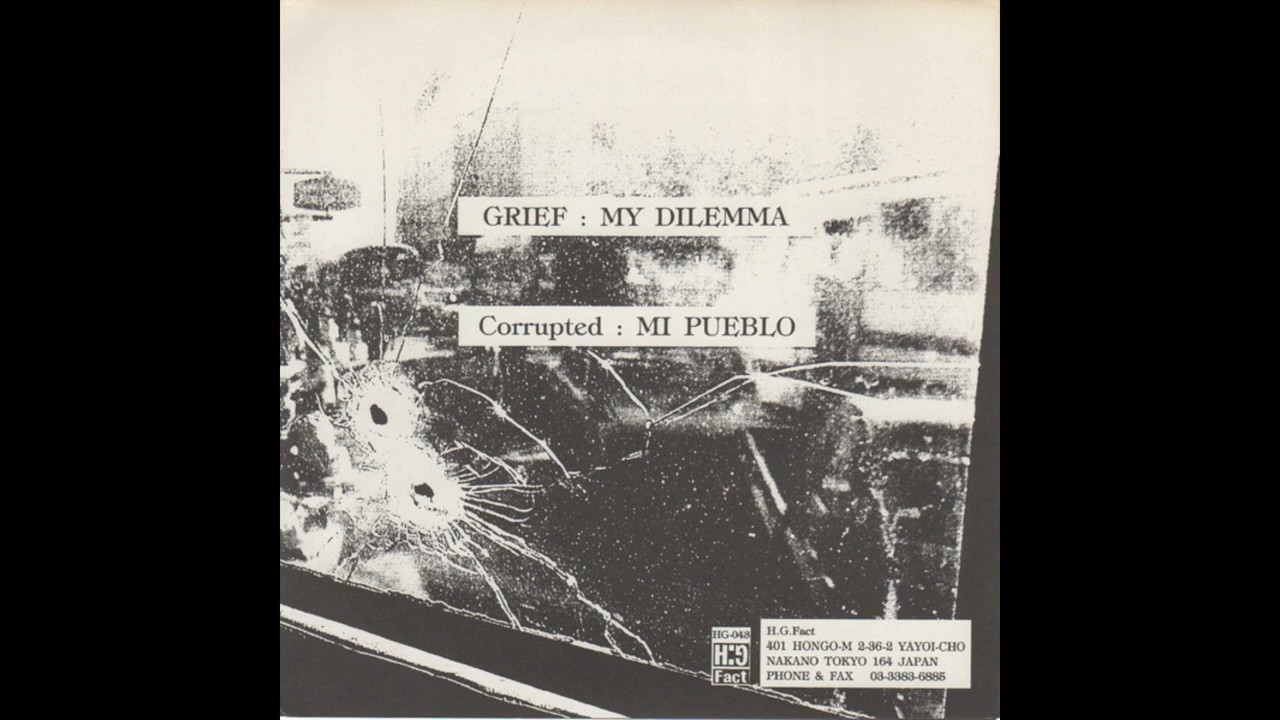 GRIEF : MY DILEMMA
Corrupted : MI PUEBLO
HG-048
H:G
Fact
H.G.Fact
401 HONGO-M 2-36-2 YAYOI-CHO
NAKANO TOKYO 164 JAPAN
PHONE & FAX 03-3383-6885